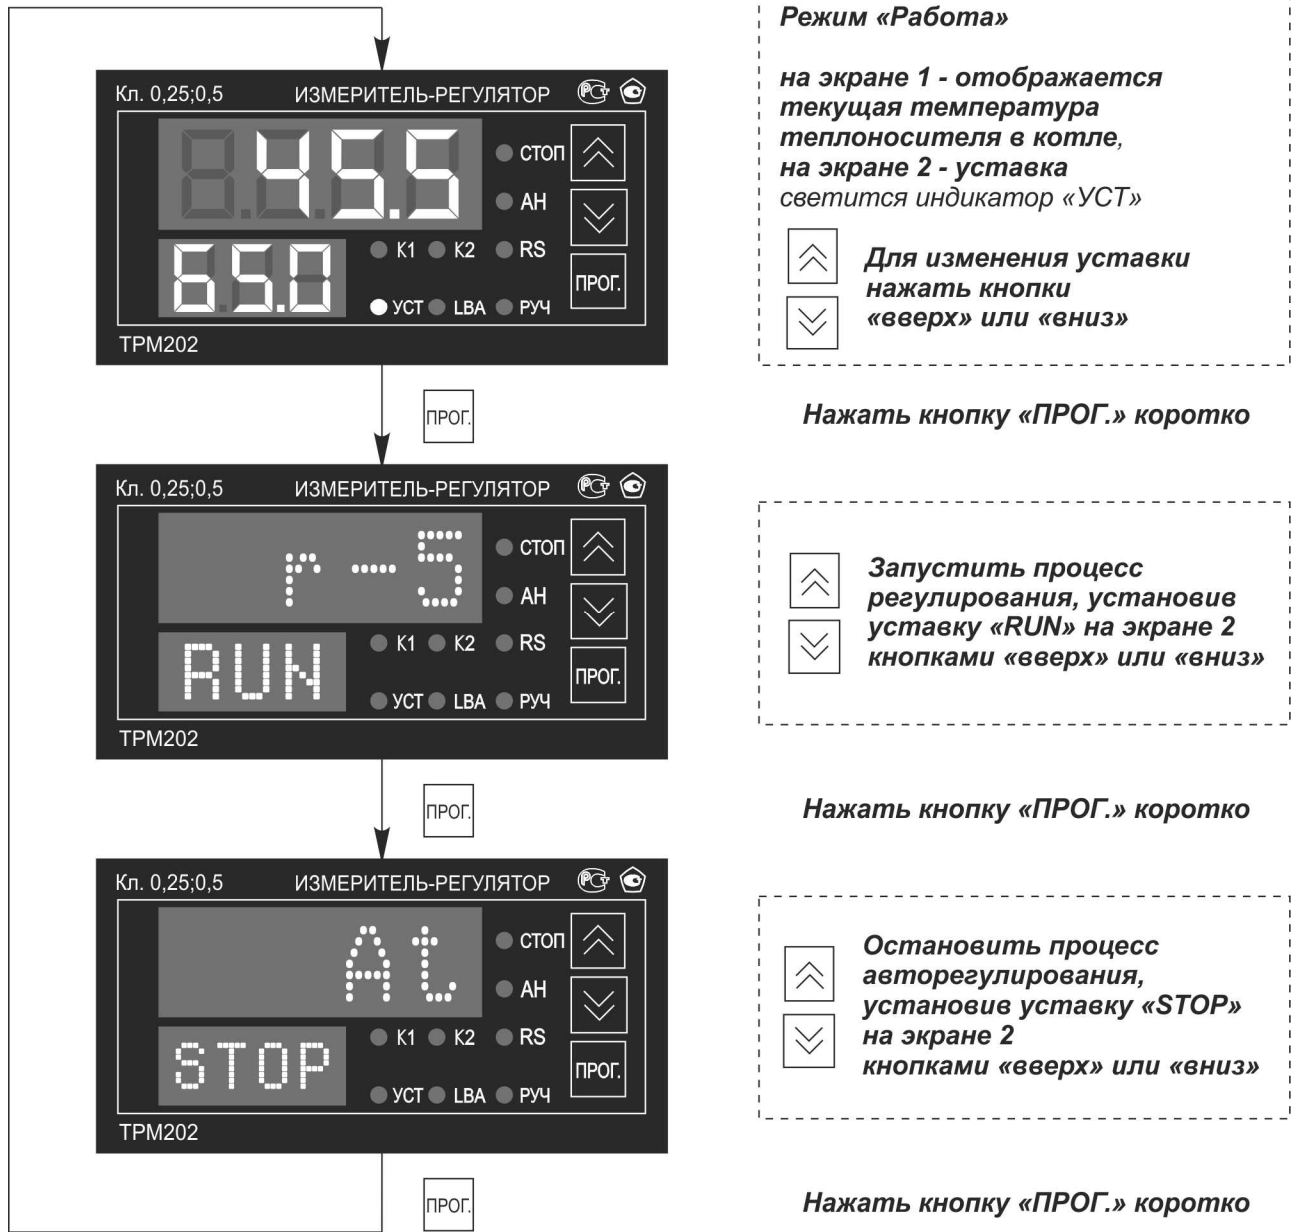 Режим «Работа»
на экране 1 - отображается
текущая температура
теплоносителя в котле,
на экране 2 - уставка
светится индикатор «УСТ»
Для изменения уставки
нажать кнопки
«вверх» или «вниз»
Кл. 0,25;0,5 ИЗМЕРИТЕЛЬ-РЕГУЛЯТОР
45.5
СТОП
АН
65.0
К1 К2 RS
ПРОГ.
УСТ LBA РУЧ
ТРМ202
ПРОГ.
Нажать кнопку «ПРОГ.» коротко
Кл. 0,25;0,5 ИЗМЕРИТЕЛЬ-РЕГУЛЯТОР
r-S
СТОП
АН
RUN
К1 К2 RS
ПРОГ.
УСТ LBA РУЧ
ТРМ202
Запустить процесс
регулирования, установив
уставку «RUN» на экране 2
кнопками «вверх» или «вниз»
ПРОГ.
Нажать кнопку «ПРОГ.» коротко
Кл. 0,25;0,5 ИЗМЕРИТЕЛЬ-РЕГУЛЯТОР
At
СТОП
АН
STOP
К1 К2 RS
ПРОГ.
УСТ LBA РУЧ
ТРМ202
Остановить процесс
авторегулирования,
установив уставку «STOP»
на экране 2
кнопками «вверх» или «вниз»
ПРОГ.
Нажать кнопку «ПРОГ.» коротко